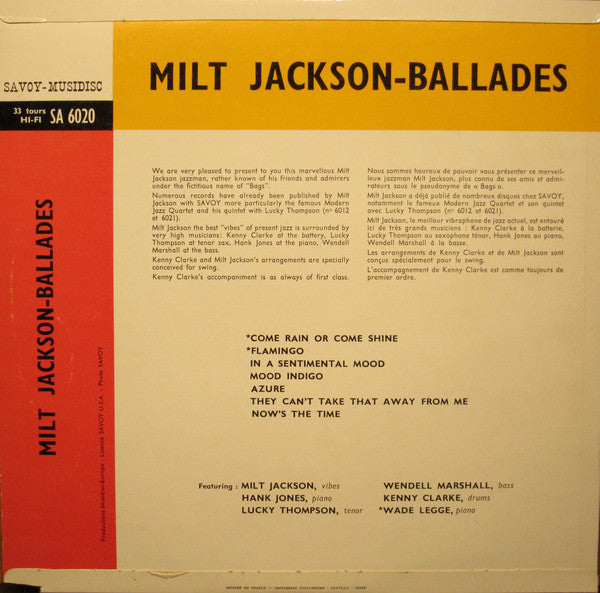 SAVOY-MUSIDISC
33 tours
HI-FI SA 6020
MILT JACKSON-BALLADES
MILT JACKSON-BALLADES
Productions Musidisc-Europe - Licence SAVOY U.S.A. - Photo SAVOY
We are very pleased to present to you this marvellous Milt
Jackson jazzman, rather known of his friends and admirers
under the fictitious name of "Bags".
Numerous records have already been published by Milt
Jackson with SAVOY more particularly the famous Modern
Jazz Quartet and his quintet with Lucky Thompson (nº 6012
et 6021).
Milt Jackson the best "vibes" of present jazz is surrounded by
very high musicians: Kenny Clarke at the battery, Lucky
Thompson at tenor sax, Hank Jones at the piano, Wendell
Marshall at the bass.
Kenny Clarke and Milt Jackson's arrangements are specially
conceived for swing.
Kenny Clarke's accompaniment is as always of first class.
Nous sommes heureux de pouvoir vous présenter ce merveil-
leux jazzman Milt Jackson, plus connu de ses amis et admi-
rateurs sous le pseudonyme de « Bags ».
Milt Jackson a déjà publié de nombreux disques chez SAVOY,
notamment le fameux Modern Jazz Quartet et son quintet
avec Lucky Thompson (nº 6012 et 6021).
Milt Jackson, le meilleur vibraphone de jazz actuel, est entouré
ici de très grands musiciens : Kenny Clarke à la batterie,
Lucky Thompson au saxophone ténor, Hank Jones au piano,
Wendell Marshall à la basse.
Les arrangements de Kenny Clarke et de Milt Jackson sont
conçus spécialement pour le swing.
L'accompagnement de Kenny Clarke est comme toujours de
premier ordre.
*COME RAIN OR COME SHINE
*FLAMINGO
IN A SENTIMENTAL MOOD
MOOD INDIGO
AZURE
THEY CAN'T TAKE THAT AWAY FROM ME
NOW'S THE TIME
Featuring : MILT JACKSON, vibes
HANK JONES, piano
LUCKY THOMPSON, tenor
WENDELL MARSHALL, bass
KENNY CLARKE, drums
*WADE LEGGE, piano
IMPRIMÉ EN FRANCE — IMPRIMERIE